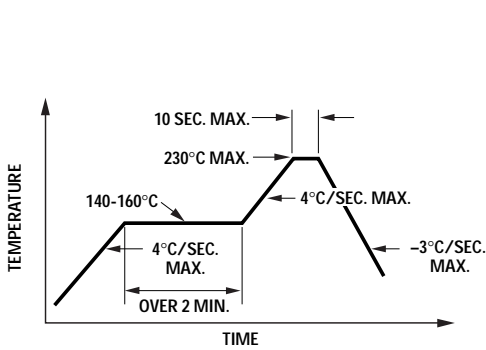 10 SEC. MAX.
230°C MAX.
140-160°C
4°C/SEC. MAX.
4°C/SEC.
MAX.
–3°C/SEC.
MAX.
OVER 2 MIN.
TEMPERATURE
TIME